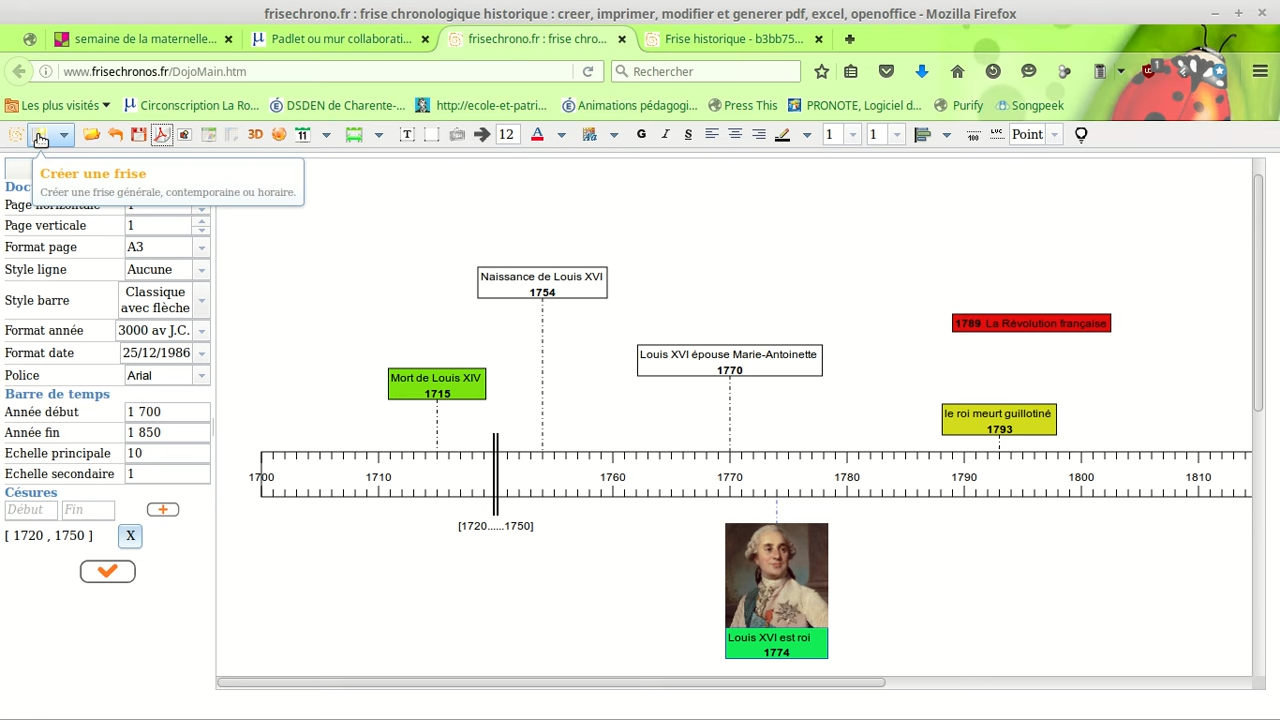 frisechrono.fr : frise chronologique historique : creer, imprimer, modifier et generer pdf, excel, openoffice - Mozilla Firefox
semaine de la maternelle...
Padlet ou mur collaborati...
frisechrono.fr : frise chro...
Frise historique - b3bb75...
www.frisechronos.fr/DojoMain.htm
Rechercher
1
Les plus visités
Circonscription La Ro...
DSDEN de Charente-...
http://ecole-et-patri...
Animations pédagogi...
Press This
PRONOTE, Logiciel d...
Purify
Songpeek
3D
11
T
12
A
G
I
S
1
1
100
LUC
Point
Créer une frise
Créer une frise générale, contemporaine ou horaire.
Page verticale
1
Format page
A3
Style ligne
Aucune
Style barre
Classique
avec flèche
Format année
3000 av J.C.
Format date
25/12/1986
Police
Arial
Barre de temps
Année début
1 700
Année fin
1 850
Echelle principale
10
Echelle secondaire
1
Césures
Début
Fin
[ 1720 , 1750 ]
X
Naissance de Louis XVI
1754
1789 La Révolution française
Louis XVI épouse Marie-Antoinette
1770
Mort de Louis XIV
1715
le roi meurt guillotiné
1793
1700
1710
1760
1770
1780
1790
1800
1810
[1720......1750]
Louis XVI est roi
1774